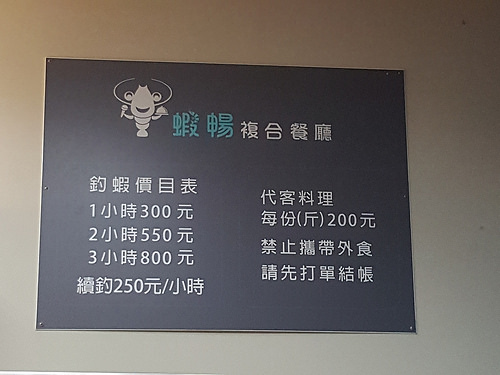 蝦暢複合餐廳
釣蝦價目表
1小時300元
2小時550元
3小時800元
續釣250元/小時
代客料理
每份(斤)200元
禁止攜帶外食
請先打單結帳